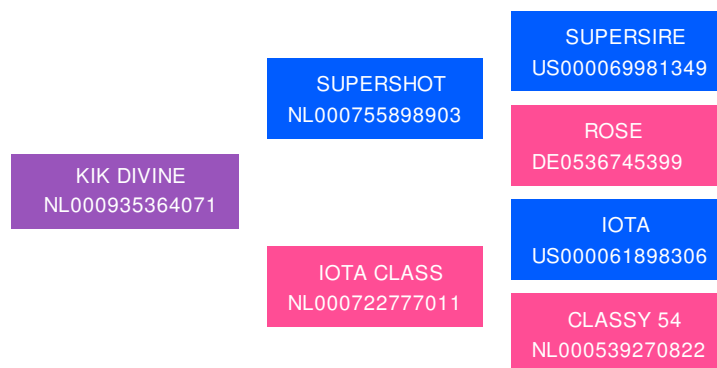 KIK DIVINE
NL000935364071
SUPERSHOT
NL000755898903
IOTA CLASS
NL000722777011
SUPERSIRE
US000069981349
ROSE
DE0536745399
IOTA
US000061898306
CLASSY 54
NL000539270822